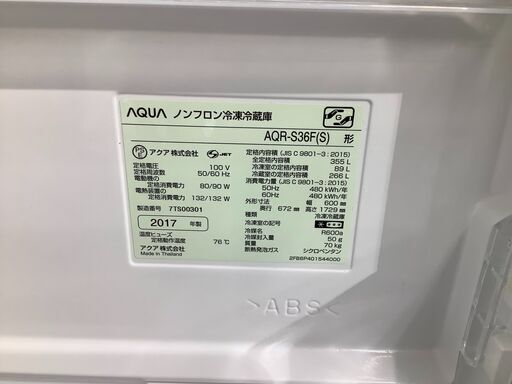 AQUA ノンフロン冷凍冷蔵庫
AQR-S36F(S) 形
PS E アクア 株式会社 JET
定格電圧 100 V
定格周波数 50/60 Hz
電動機の
定格消費電力 80/90 W
電熱装置の
定格消費電力 132/132 W
製造番号 7TS00301
2017 年製
温度ヒューズ
定格動作温度 76℃
アクア 株式会社
Made in Thailand
定格内容積 (JIS C 9801-3:2015)
全定格内容積 355 L
冷凍室の定格内容積 89 L
冷蔵室の定格内容積 266 L
消費電力量 (JIS C 9801-3:2015)
50Hz 480 kWh/年
60Hz 480 kWh/年
外形寸法 幅 600 mm
奥行 672 mm 高さ 1729 mm
種類 冷凍冷蔵庫
冷凍室の記号
冷媒名 R600a
冷媒封入量 50 g
質量 70 kg
断熱発泡ガス シクロペンタン
2FB6P401544000
>ABS<